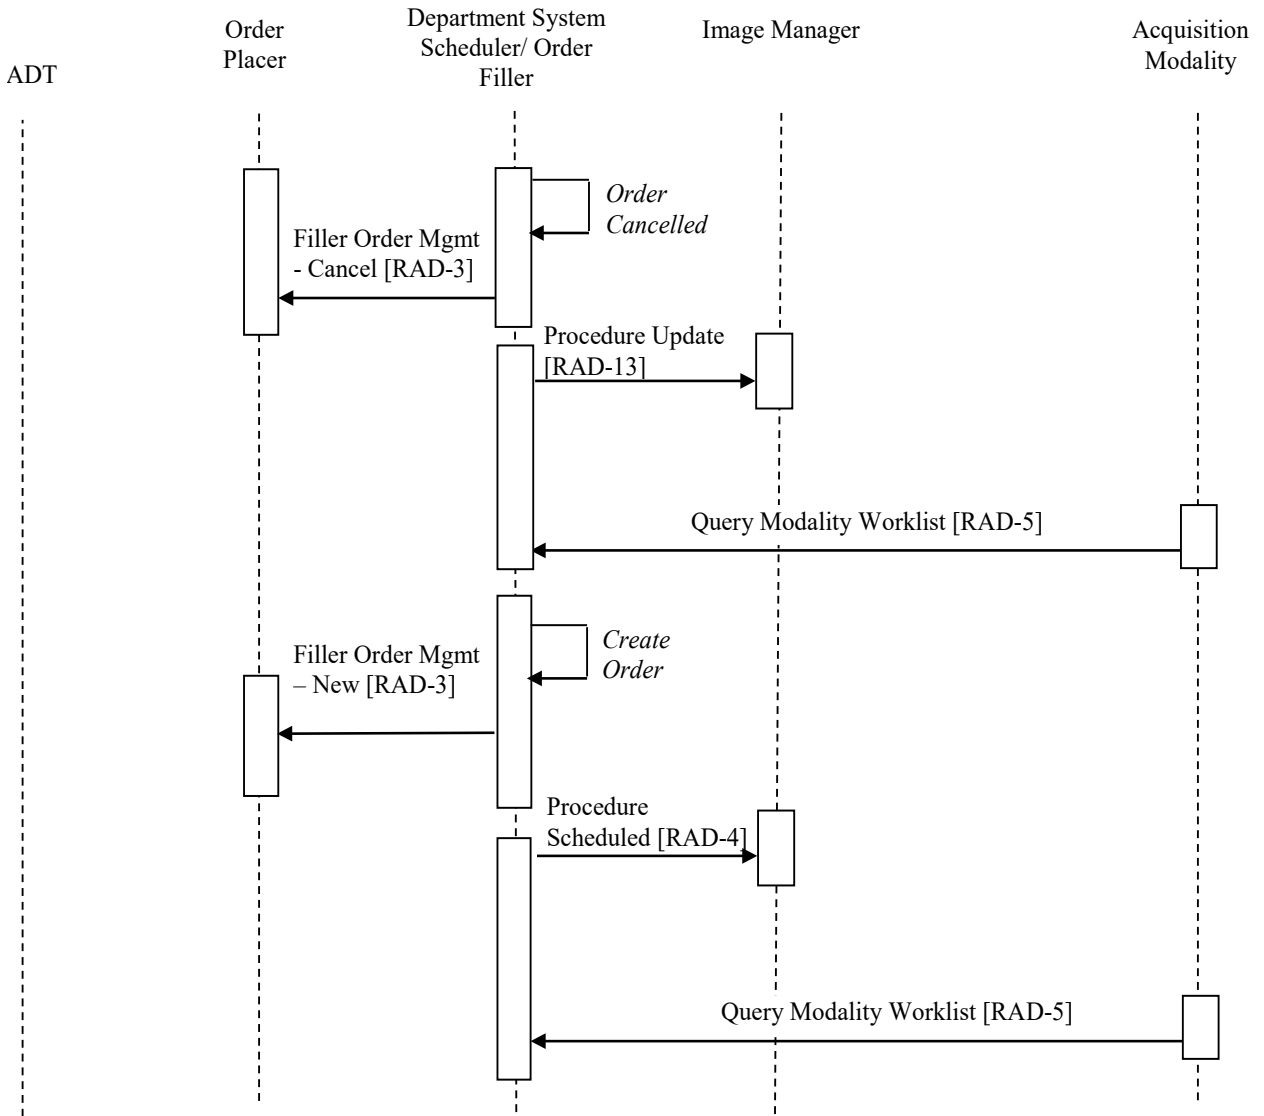 ADT
Order
Placer
Department System
Scheduler/ Order
Filler
Image Manager
Acquisition
Modality
Order
Cancelled
Filler Order Mgmt
- Cancel [RAD-3]
Procedure Update
[RAD-13]
Query Modality Worklist [RAD-5]
Create
Order
Filler Order Mgmt
– New [RAD-3]
Procedure
Scheduled [RAD-4]
Query Modality Worklist [RAD-5]